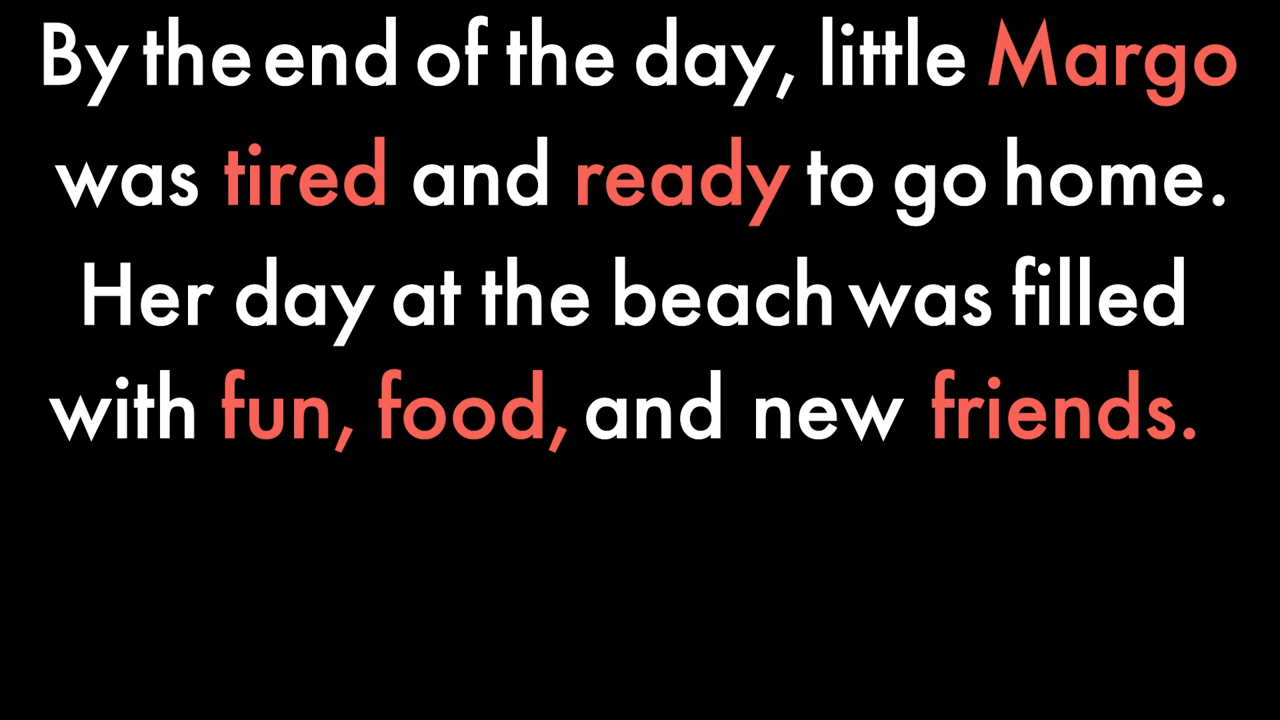 By the end of the day, little Margo
was tired and ready to go home.
Her day at the beach was filled
with fun, food, and new friends.